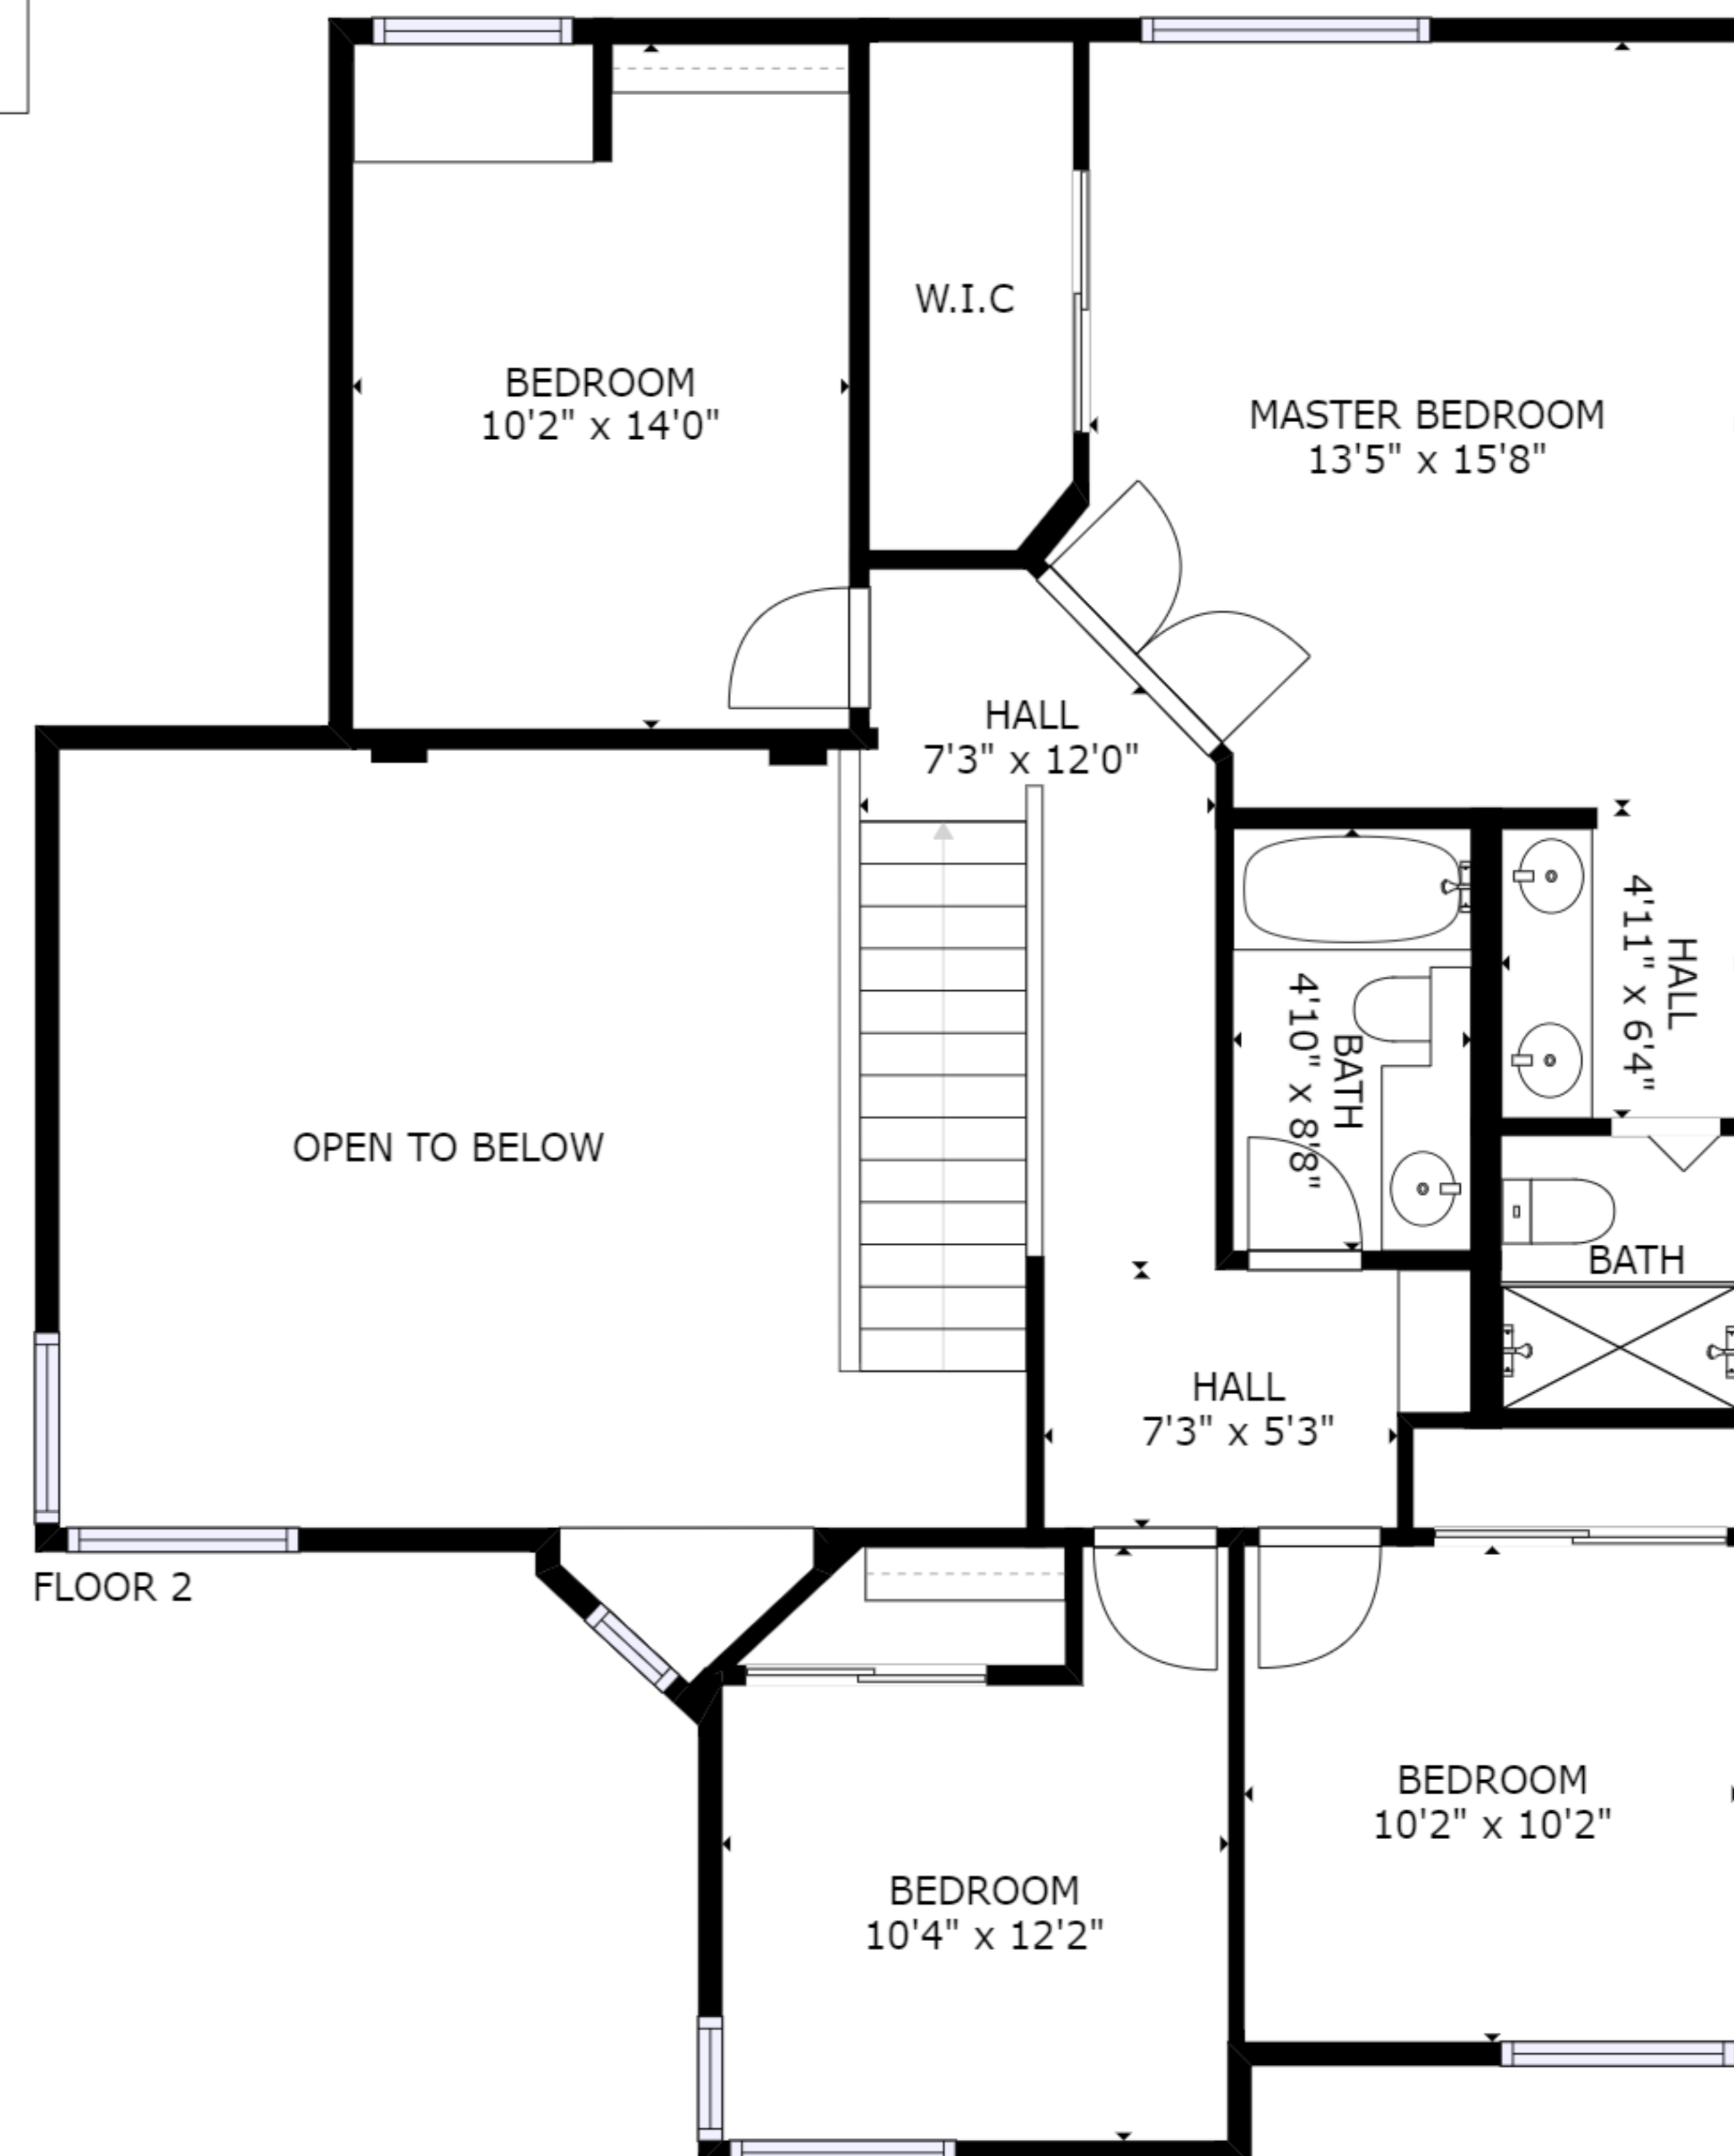 W.I.C
BEDROOM
10'2" x 14'0"
MASTER BEDROOM
13'5" x 15'8"
HALL
7'3" x 12'0"
HALL
4'11" x 6'4"
BATH
4'10" x 8'8"
OPEN TO BELOW
BATH
HALL
7'3" x 5'3"
FLOOR 2
BEDROOM
10'2" x 10'2"
BEDROOM
10'4" x 12'2"